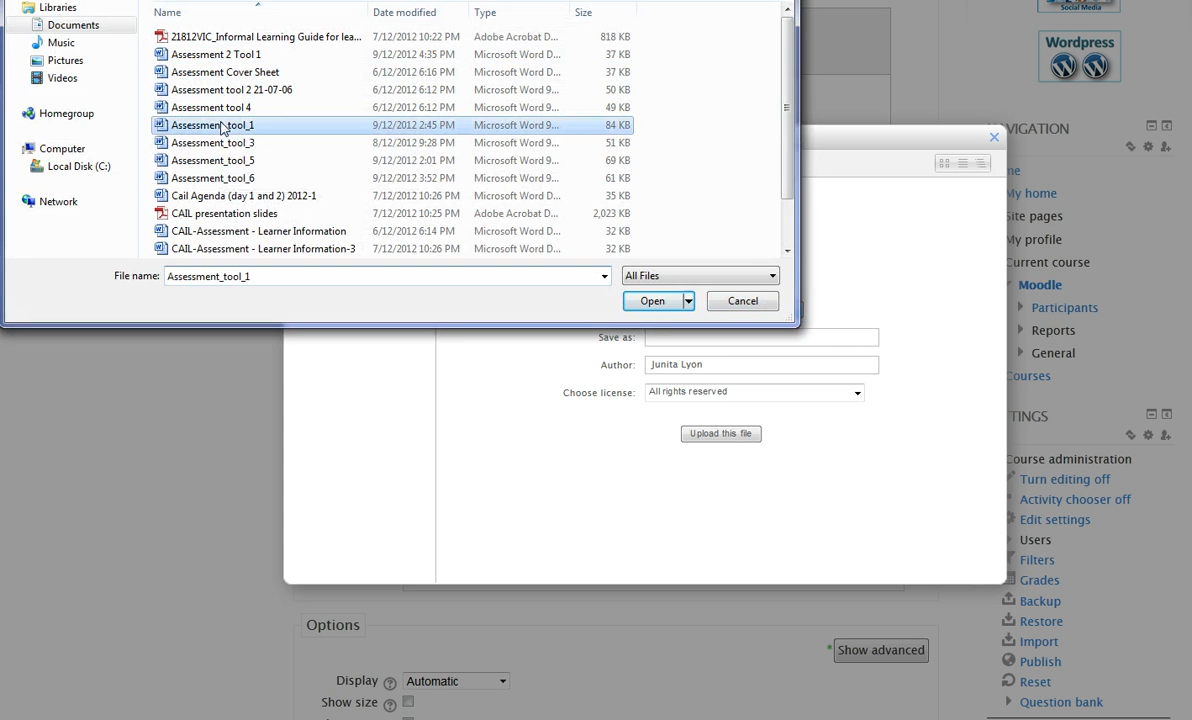 Libraries
Documents
Music
Pictures
Videos
Homegroup
Computer
Local Disk (C:)
Network
Name Date modified Type Size
21812VIC_Informal Learning Guide for lea... 7/12/2012 10:22 PM Adobe Acrobat D... 818 KB
Assessment 2 Tool 1 9/12/2012 4:35 PM Microsoft Word D... 37 KB
Assessment Cover Sheet 6/12/2012 6:16 PM Microsoft Word D... 37 KB
Assessment tool 2 21-07-06 6/12/2012 6:12 PM Microsoft Word 9... 50 KB
Assessment tool 4 6/12/2012 6:12 PM Microsoft Word 9... 49 KB
Assessment_tool_1 9/12/2012 2:45 PM Microsoft Word 9... 84 KB
Assessment_tool_3 8/12/2012 9:28 PM Microsoft Word 9... 51 KB
Assessment_tool_5 9/12/2012 2:01 PM Microsoft Word 9... 69 KB
Assessment_tool_6 9/12/2012 3:52 PM Microsoft Word 9... 61 KB
Cail Agenda (day 1 and 2) 2012-1 7/12/2012 10:26 PM Microsoft Word D... 35 KB
CAIL presentation slides 7/12/2012 10:25 PM Adobe Acrobat D... 2,023 KB
CAIL-Assessment - Learner Information 6/12/2012 6:14 PM Microsoft Word D... 32 KB
CAIL-Assessment - Learner Information-3 7/12/2012 10:26 PM Microsoft Word D... 32 KB
File name: Assessment_tool_1 All Files
Open Cancel
Save as:
Author: Junita Lyon
Choose license: All rights reserved
Upload this file
Options
* Show advanced
Display Automatic
Show size
Social Media
Wordpress
AVIGATION
me
My home
Site pages
My profile
Current course
Moodle
Participants
Reports
General
Courses
TINGS
Course administration
Turn editing off
Activity chooser off
Edit settings
Users
Filters
Grades
Backup
Restore
Import
Publish
Reset
Question bank